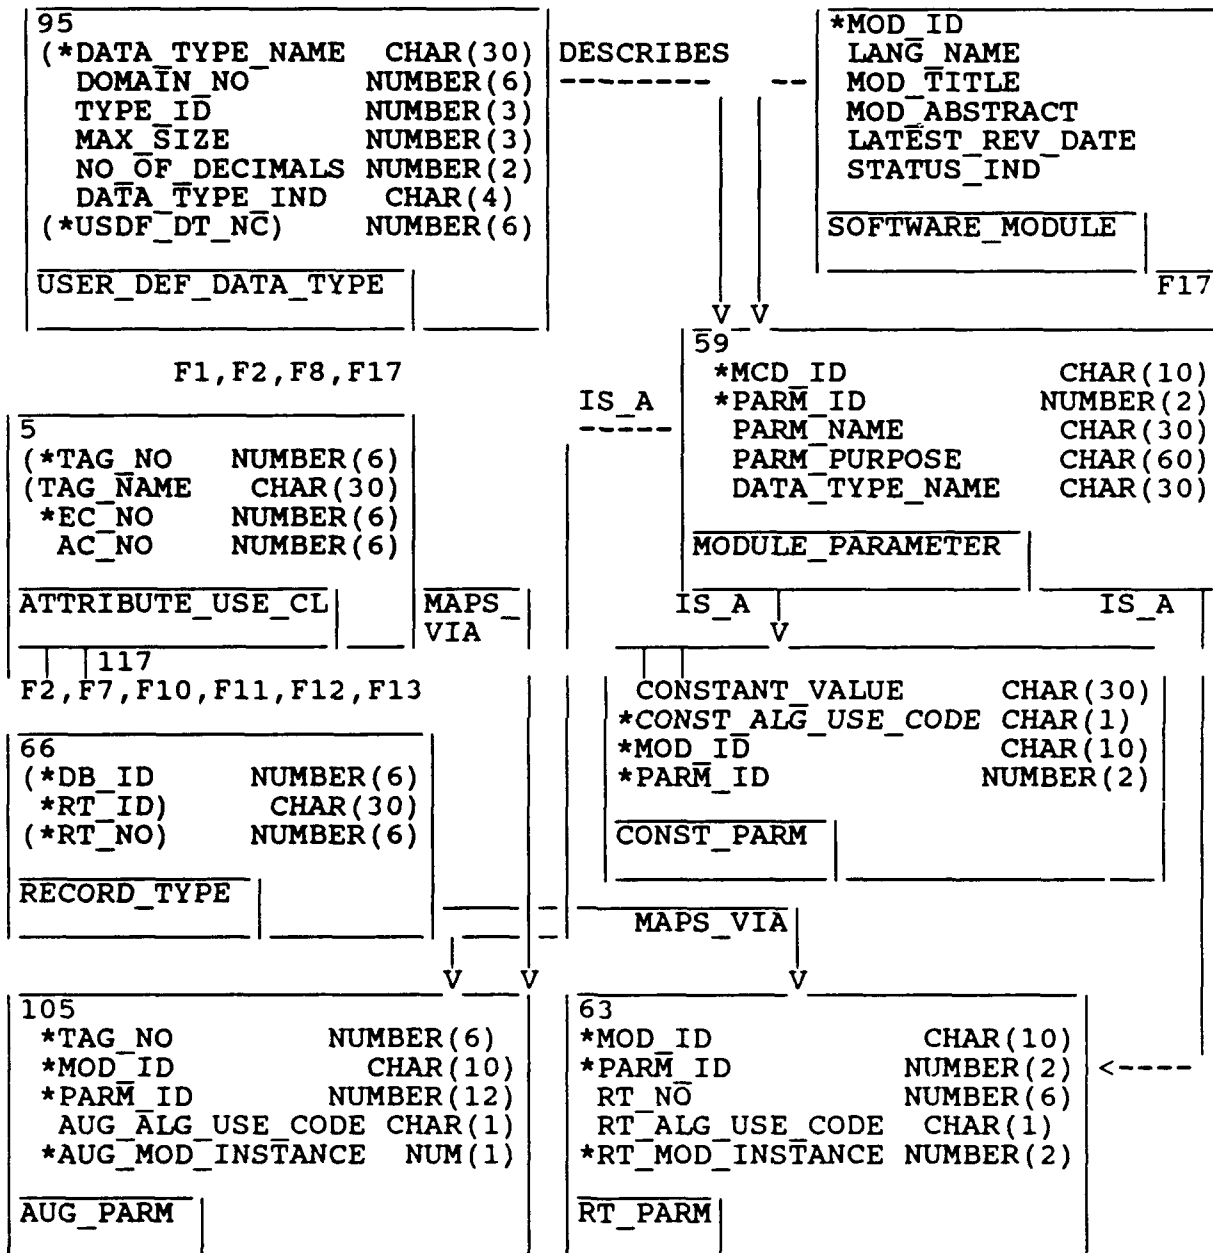 95
(*DATA_TYPE_NAME CHAR(30)
DOMAIN_NO NUMBER(6)
TYPE_ID NUMBER(3)
MAX_SIZE NUMBER(3)
NO_OF_DECIMALS NUMBER(2)
DATA_TYPE_IND CHAR(4)
(*USDF_DT_NC) NUMBER(6)
USER_DEF_DATA_TYPE
DESCRIBES
*MOD_ID
LANG_NAME
MOD_TITLE
MOD_ABSTRACT
LATEST_REV_DATE
STATUS_IND
SOFTWARE_MODULE
F17
F1,F2,F8,F17
5
(*TAG_NO NUMBER(6)
(TAG_NAME CHAR(30)
*EC_NO NUMBER(6)
AC_NO NUMBER(6)
ATTRIBUTE_USE_CL
MAPS_
VIA
117
F2,F7,F10,F11,F12,F13
IS_A
59
*MCD_ID CHAR(10)
*PARM_ID NUMBER(2)
PARM_NAME CHAR(30)
PARM_PURPOSE CHAR(60)
DATA_TYPE_NAME CHAR(30)
MODULE_PARAMETER
IS_A
IS_A
V V
V
CONSTANT_VALUE CHAR(30)
*CONST_ALG_USE_CODE CHAR(1)
*MOD_ID CHAR(10)
*PARM_ID NUMBER(2)
CONST_PARM
66
(*DB_ID NUMBER(6)
*RT_ID) CHAR(30)
(*RT_NO) NUMBER(6)
RECORD_TYPE
MAPS_VIA
V V V
105
*TAG_NO NUMBER(6)
*MOD_ID CHAR(10)
*PARM_ID NUMBER(12)
AUG_ALG_USE_CODE CHAR(1)
*AUG_MOD_INSTANCE NUM(1)
AUG_PARM
63
*MOD_ID CHAR(10)
*PARM_ID NUMBER(2)
RT_NO NUMBER(6)
RT_ALG_USE_CODE CHAR(1)
*RT_MOD_INSTANCE NUMBER(2)
RT_PARM